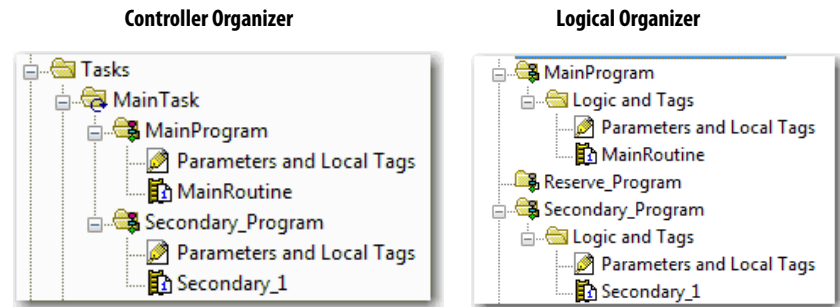 Controller Organizer
Tasks
MainTask
MainProgram
Parameters and Local Tags
MainRoutine
Secondary_Program
Parameters and Local Tags
Secondary_1
Logical Organizer
MainProgram
Logic and Tags
Parameters and Local Tags
MainRoutine
Reserve_Program
Secondary_Program
Logic and Tags
Parameters and Local Tags
Secondary_1